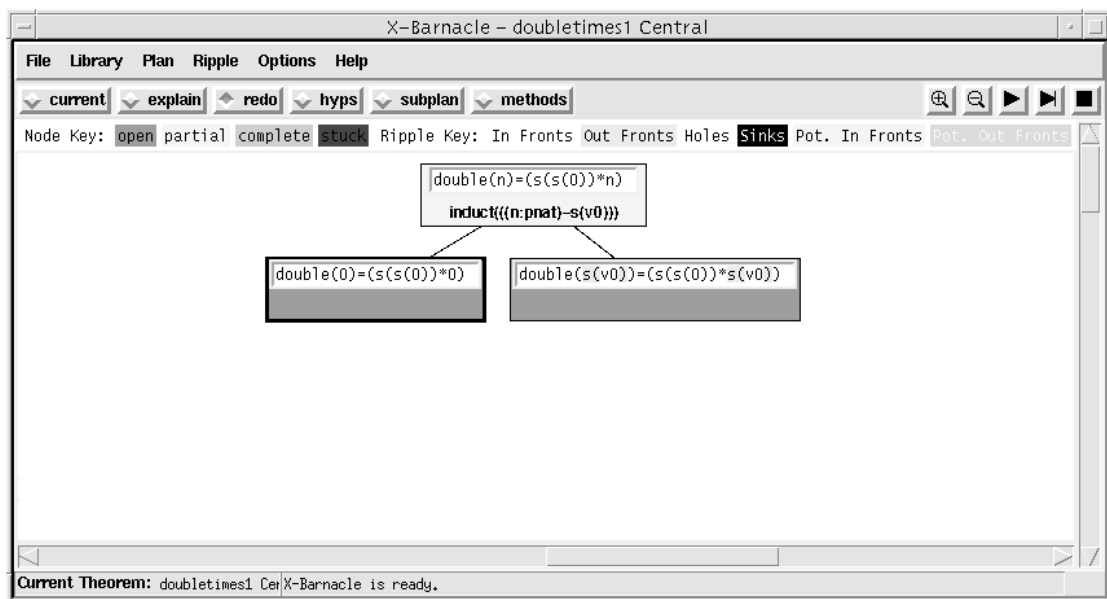 X-Barnacle – doubletimes1 Central
File Library Plan Ripple Options Help
current explain redo hyps subplan methods
Node Key: open partial complete stuck Ripple Key: In Fronts Out Fronts Holes Sinks Pot. In Fronts Pot. Out Fronts
double(n)=(s(s(0))*n)
induct(((n:pnat)–s(v0)))
double(0)=(s(s(0))*0) double(s(v0))=(s(s(0))*s(v0))
Current Theorem: doubletimes1 Cen X-Barnacle is ready.